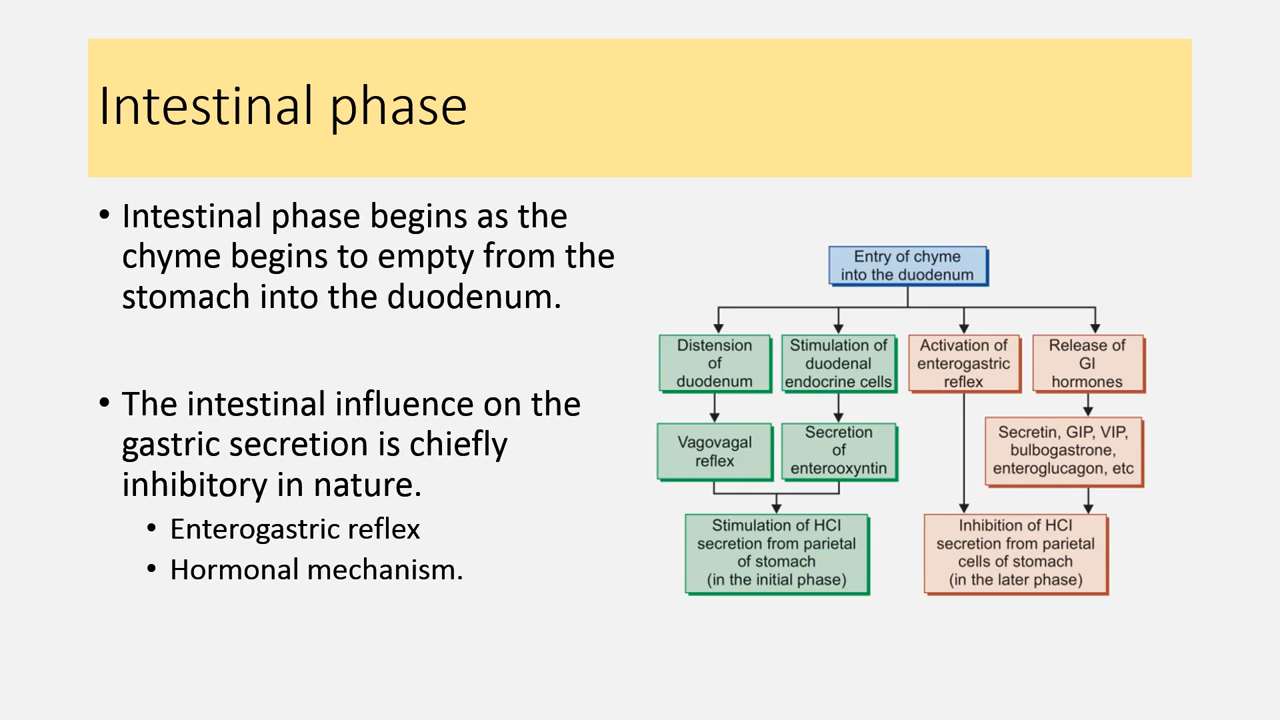 Intestinal phase
• Intestinal phase begins as the
chyme begins to empty from the
stomach into the duodenum.
• The intestinal influence on the
gastric secretion is chiefly
inhibitory in nature.
• Enterogastric reflex
• Hormonal mechanism.
Entry of chyme
into the duodenum
Distension
of
duodenum
Stimulation of
duodenal
endocrine cells
Activation of
enterogastric
reflex
Release of
GI
hormones
Vagovagal
reflex
Secretion
of
enterooxyntin
Secretin, GIP, VIP,
bulbogastrone,
enteroglucagon, etc
Stimulation of HCl
secretion from parietal
of stomach
(in the initial phase)
Inhibition of HCl
secretion from parietal
cells of stomach
(in the later phase)